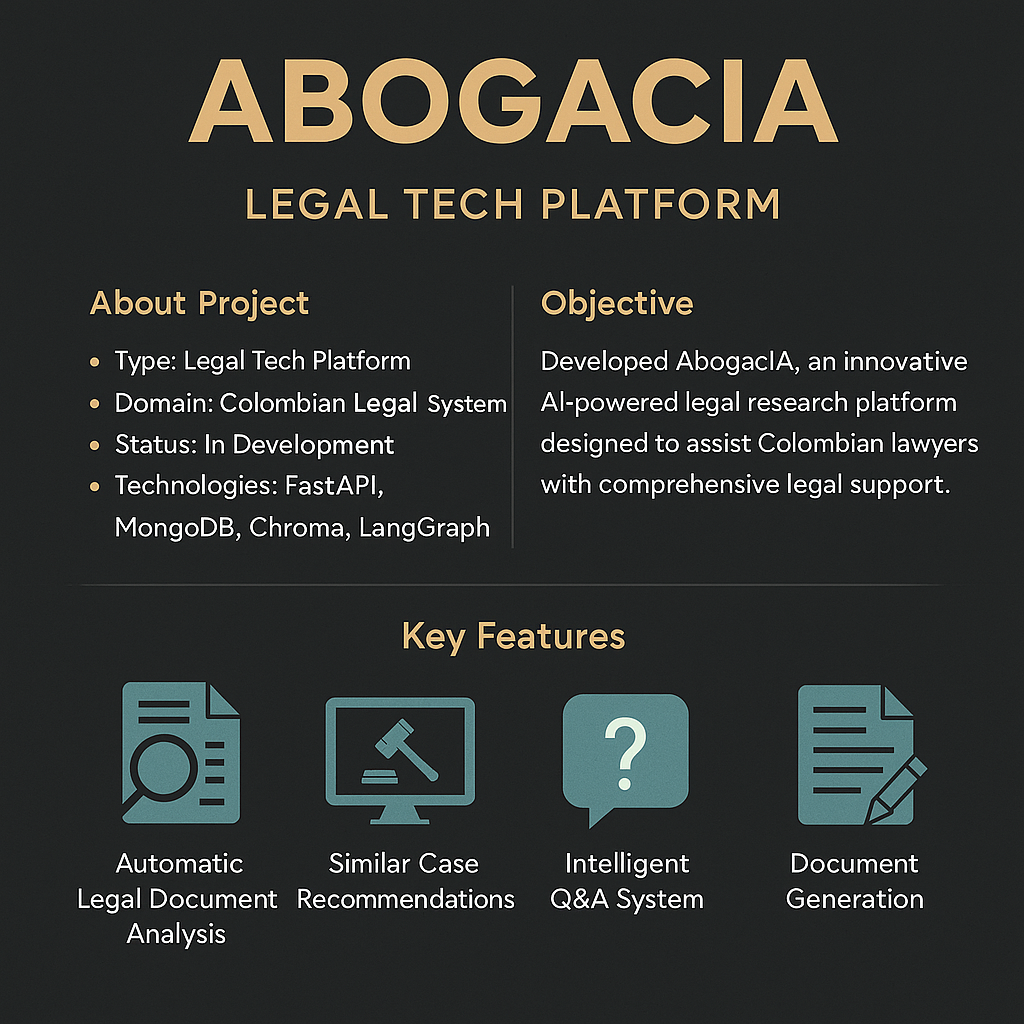 ABOGACIA
LEGAL TECH PLATFORM
About Project
• Type: Legal Tech Platform
• Domain: Colombian Legal System
• Status: In Development
• Technologies: FastAPI,
MongoDB, Chroma, LangGraph
Objective
Developed AbogacIA, an innovative
AI-powered legal research platform
designed to assist Colombian lawyers
with comprehensive legal support.
Key Features
Automatic
Legal Document
Analysis
Similar Case
Recommendations
?
Intelligent
Q&A System
Document
Generation